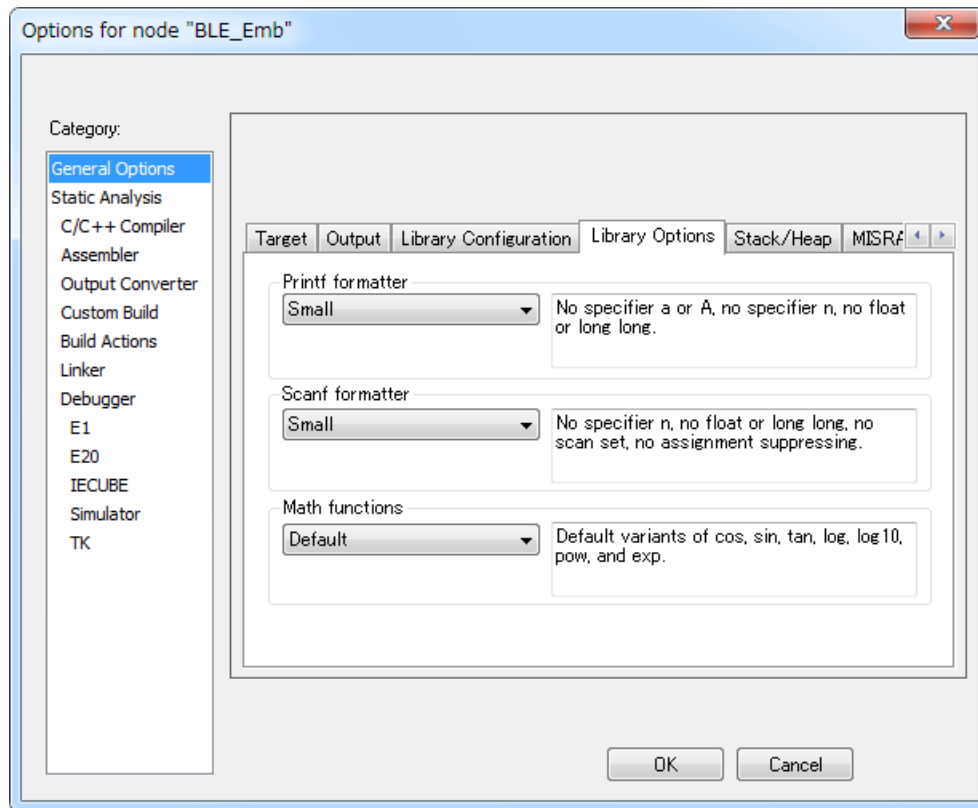 Options for node "BLE_Emb"
Category:
General Options
Static Analysis
C/C++ Compiler
Assembler
Output Converter
Custom Build
Build Actions
Linker
Debugger
E1
E20
IECUBE
Simulator
TK
Target Output Library Configuration Library Options Stack/Heap MISRA
Printf formatter
Small
No specifier a or A, no specifier n, no float
or long long.
Scanf formatter
Small
No specifier n, no float or long long, no
scan set, no assignment suppressing.
Math functions
Default
Default variants of cos, sin, tan, log, log10,
pow, and exp.
OK Cancel